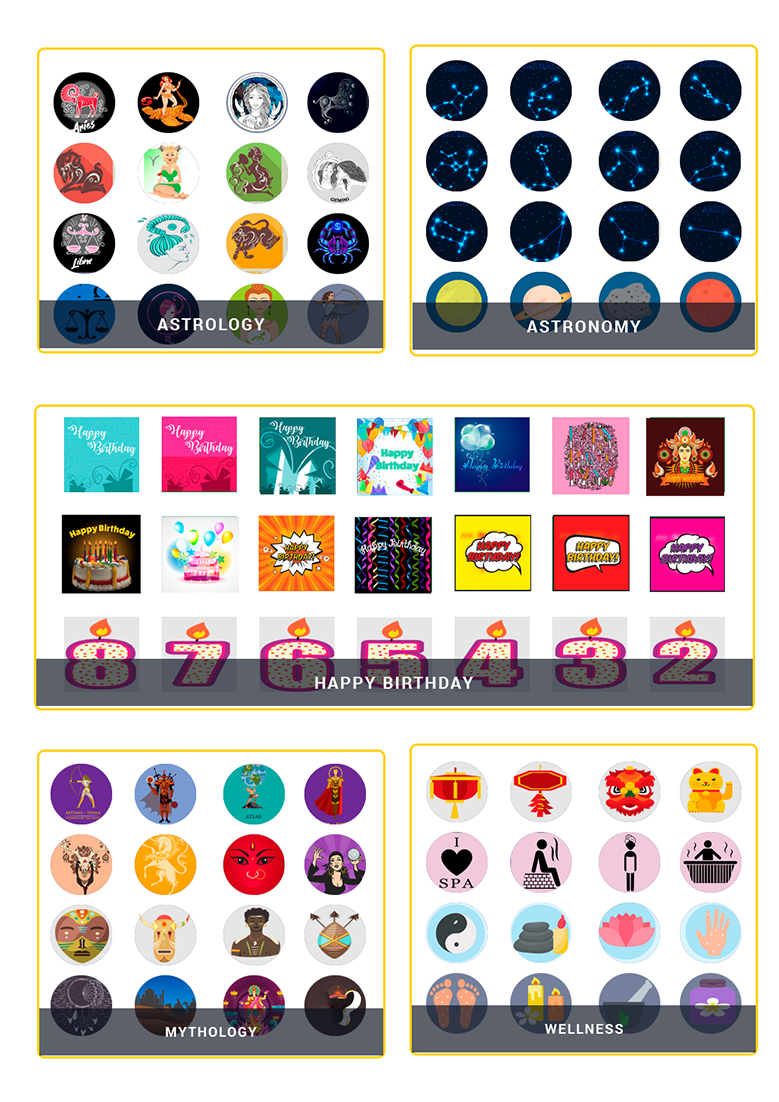 Aries
GEMINI
Libra
ASTROLOGY
ASTRONOMY
Happy
Birthday
Happy
Birthday
Happy
Birthday
Happy
Birthday
Happy Birthday
Happy Birthday
HAPPY
BIRTHDAY!
Happy Birthday
HAPPY
BIRTHDAY!
HAPPY
BIRTHDAY!
HAPPY
BIRTHDAY!
8 7 6 5 4 3 2
HAPPY BIRTHDAY
ATLAS
MYTHOLOGY
I
SPA
WELLNESS